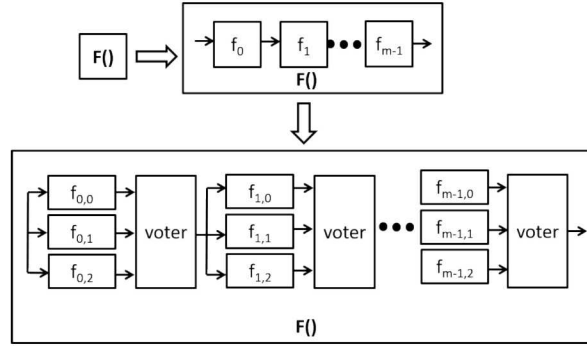 F()
f0
f1
fm-1
F()
f0,0
f0,1
f0,2
voter
f1,0
f1,1
f1,2
voter
fm-1,0
fm-1,1
fm-1,2
voter
F()